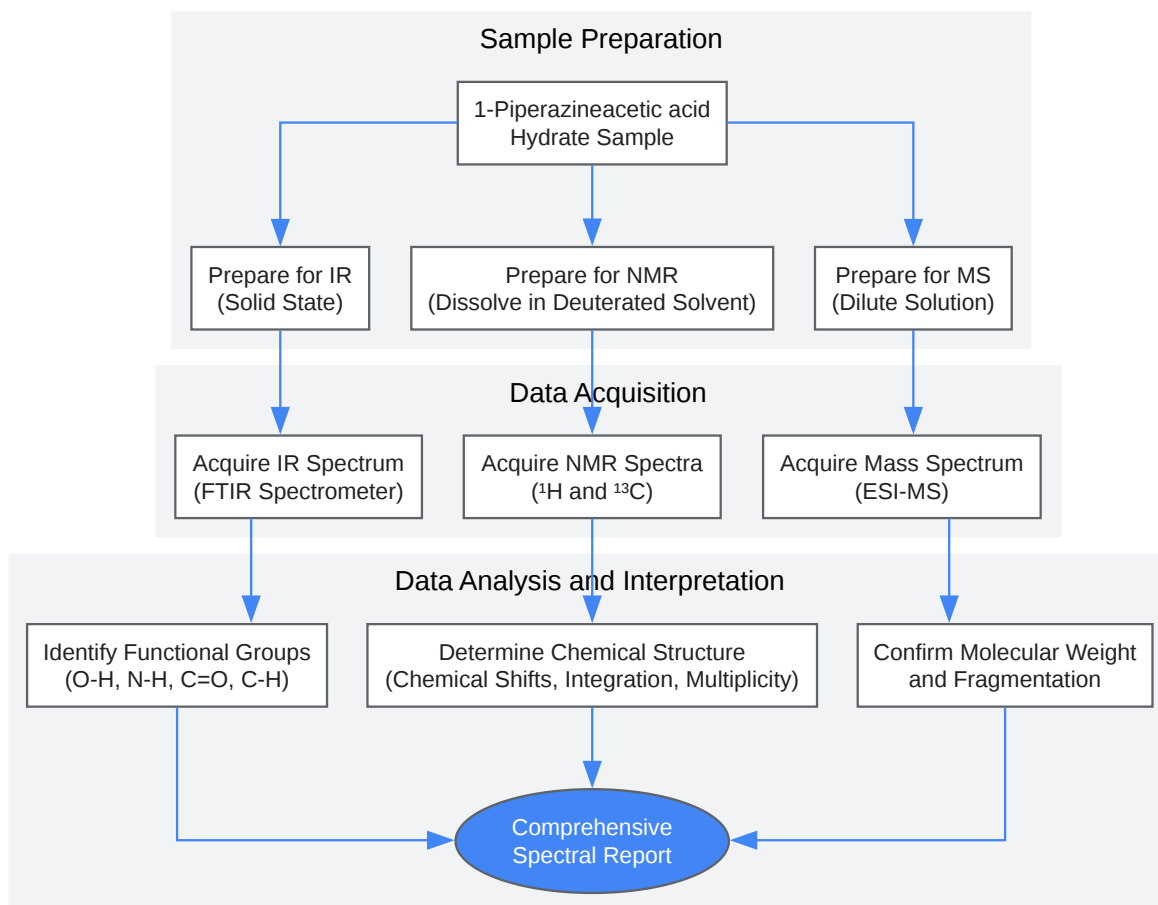 Sample Preparation
1-Piperazineacetic acid
Hydrate Sample
Prepare for IR
(Solid State)
Prepare for NMR
(Dissolve in Deuterated Solvent)
Prepare for MS
(Dilute Solution)
Data Acquisition
Acquire IR Spectrum
(FTIR Spectrometer)
Acquire NMR Spectra
(¹H and ¹³C)
Acquire Mass Spectrum
(ESI-MS)
Data Analysis and Interpretation
Identify Functional Groups
(O-H, N-H, C=O, C-H)
Determine Chemical Structure
(Chemical Shifts, Integration, Multiplicity)
Confirm Molecular Weight
and Fragmentation
Comprehensive
Spectral Report